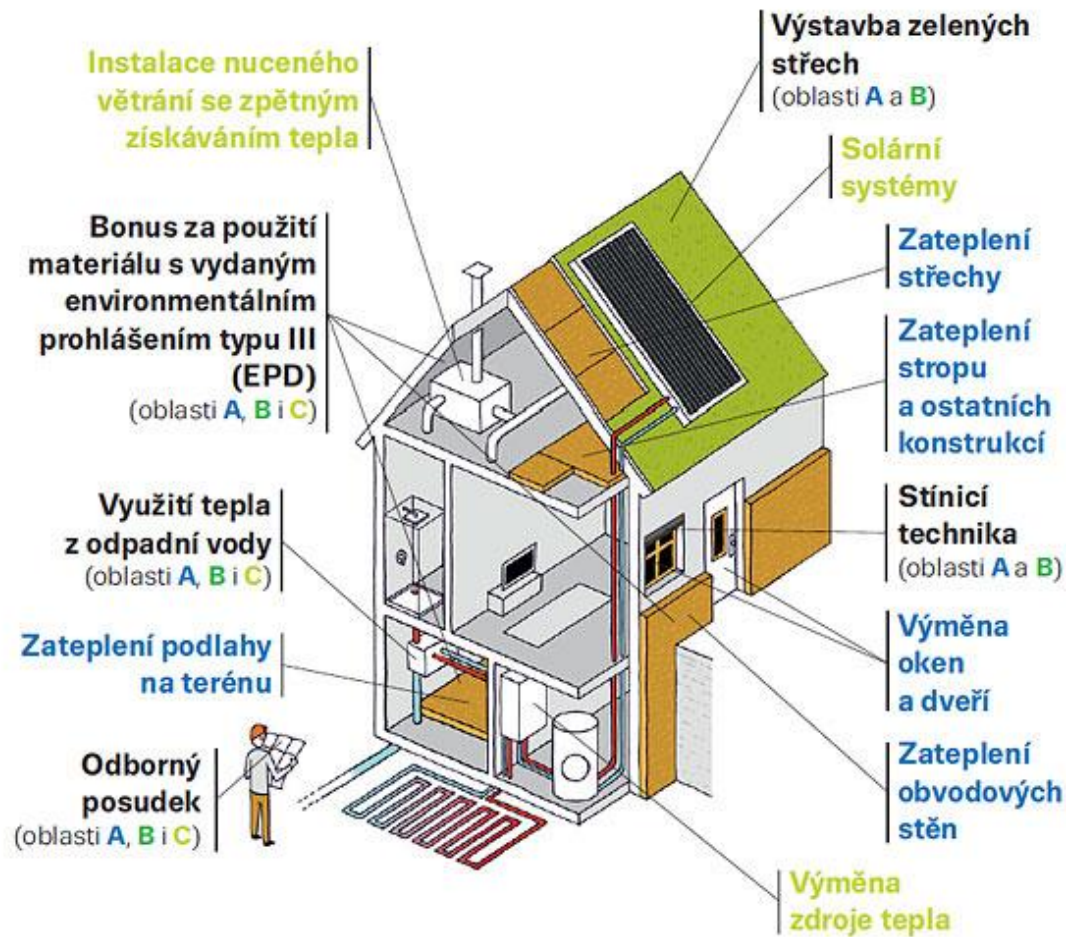 Instalace nuceného
větrání se zpětným
získáváním tepla
Bonus za použití
materiálu s vydaným
environmentálním
prohlášením typu III
(EPD)
(oblasti A, B i C)
Využití tepla
z odpadní vody
(oblasti A, B i C)
Zateplení podlahy
na terénu
Odborný
posudek
(oblasti A, B i C)
Výstavba zelených
střech
(oblasti A a B)
Solární
systémy
Zateplení
střechy
Zateplení
stropu
a ostatních
konstrukcí
Stínicí
technika
(oblasti A a B)
Výměna
oken
a dveří
Zateplení
obvodových
stěn
Výměna
zdroje tepla